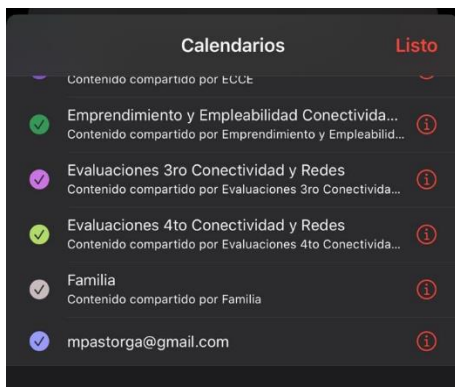 Calendarios
Listo
Contenido compartido por ECCE
Emprendimiento y Empleabilidad Conectivida...
Contenido compartido por Emprendimiento y Empleabilid...
Evaluaciones 3ro Conectividad y Redes
Contenido compartido por Evaluaciones 3ro Conectivida...
Evaluaciones 4to Conectividad y Redes
Contenido compartido por Evaluaciones 4to Conectivida...
Familia
Contenido compartido por Familia
mpastorga@gmail.com